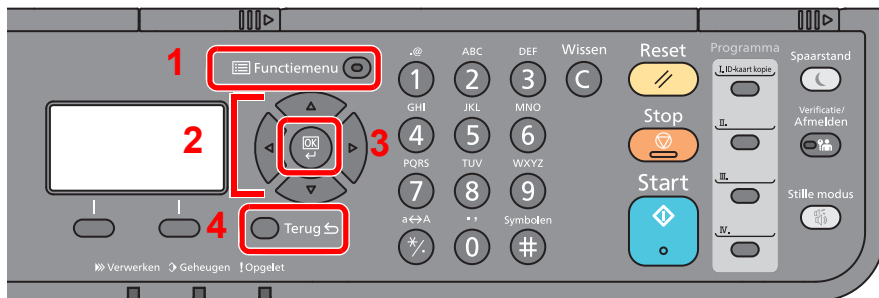 1
Functiemenu
2
OK
3
4
Terug
Verwerken Geheugen ! Opgelet
.@ ABC DEF Wissen
1 2 3 C
GHI JKL MNO
4 5 6
PQRS TUV WXYZ
7 8 9
a↔A ., Symbolen
*/. 0 #
Reset
Stop
Start
Programma
I. ID-kaart kopie
II.
III.
IV.
Spaarstand
Verificatie/
Afmelden
Stille modus